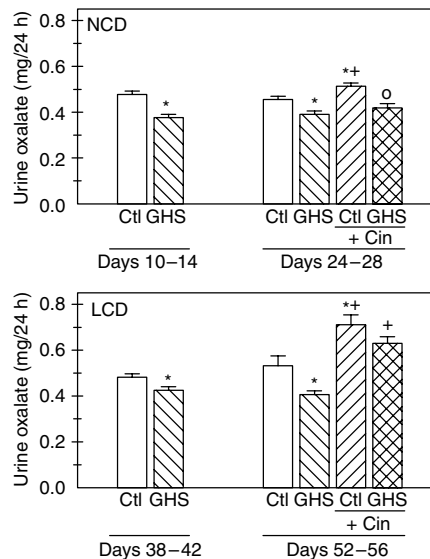 NCD
Urine oxalate (mg/24 h)
0.8
0.6
0.4
0.2
0.0
*
*
*+
o
Ctl GHS
Ctl GHS Ctl GHS
+ Cin
Days 10–14
Days 24–28
LCD
Urine oxalate (mg/24 h)
0.8
0.6
0.4
0.2
0.0
*
*
*+
+
Ctl GHS
Ctl GHS Ctl GHS
+ Cin
Days 38–42
Days 52–56